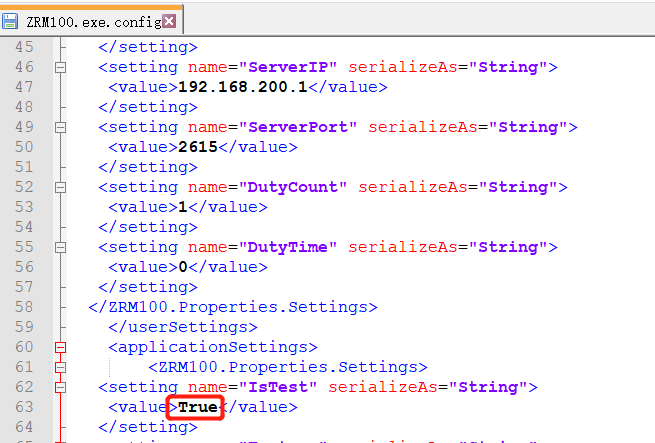 ZRM100.exe.config
45 </setting>
46 <setting name="ServerIP" serializeAs="String">
47 <value>192.168.200.1</value>
48 </setting>
49 <setting name="ServerPort" serializeAs="String">
50 <value>2615</value>
51 </setting>
52 <setting name="DutyCount" serializeAs="String">
53 <value>1</value>
54 </setting>
55 <setting name="DutyTime" serializeAs="String">
56 <value>0</value>
57 </setting>
58 </ZRM100.Properties.Settings>
59 </userSettings>
60 <applicationSettings>
61 <ZRM100.Properties.Settings>
62 <setting name="IsTest" serializeAs="String">
63 <value>True</value>
64 </setting>